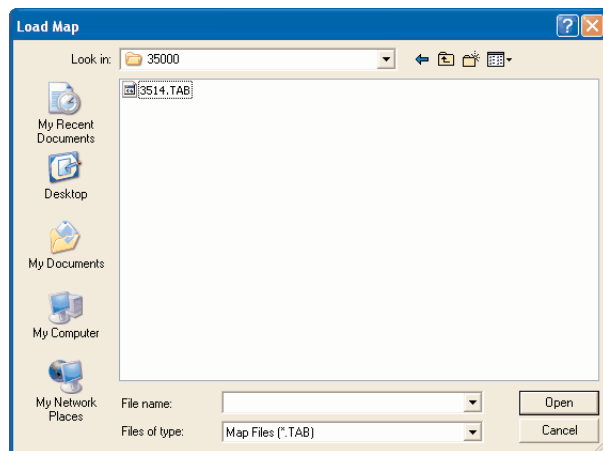 Load Map
Look in:
35000
3514.TAB
My Recent
Documents
Desktop
My Documents
My Computer
My Network
Places
File name:
Open
Files of type:
Map Files (*.TAB)
Cancel